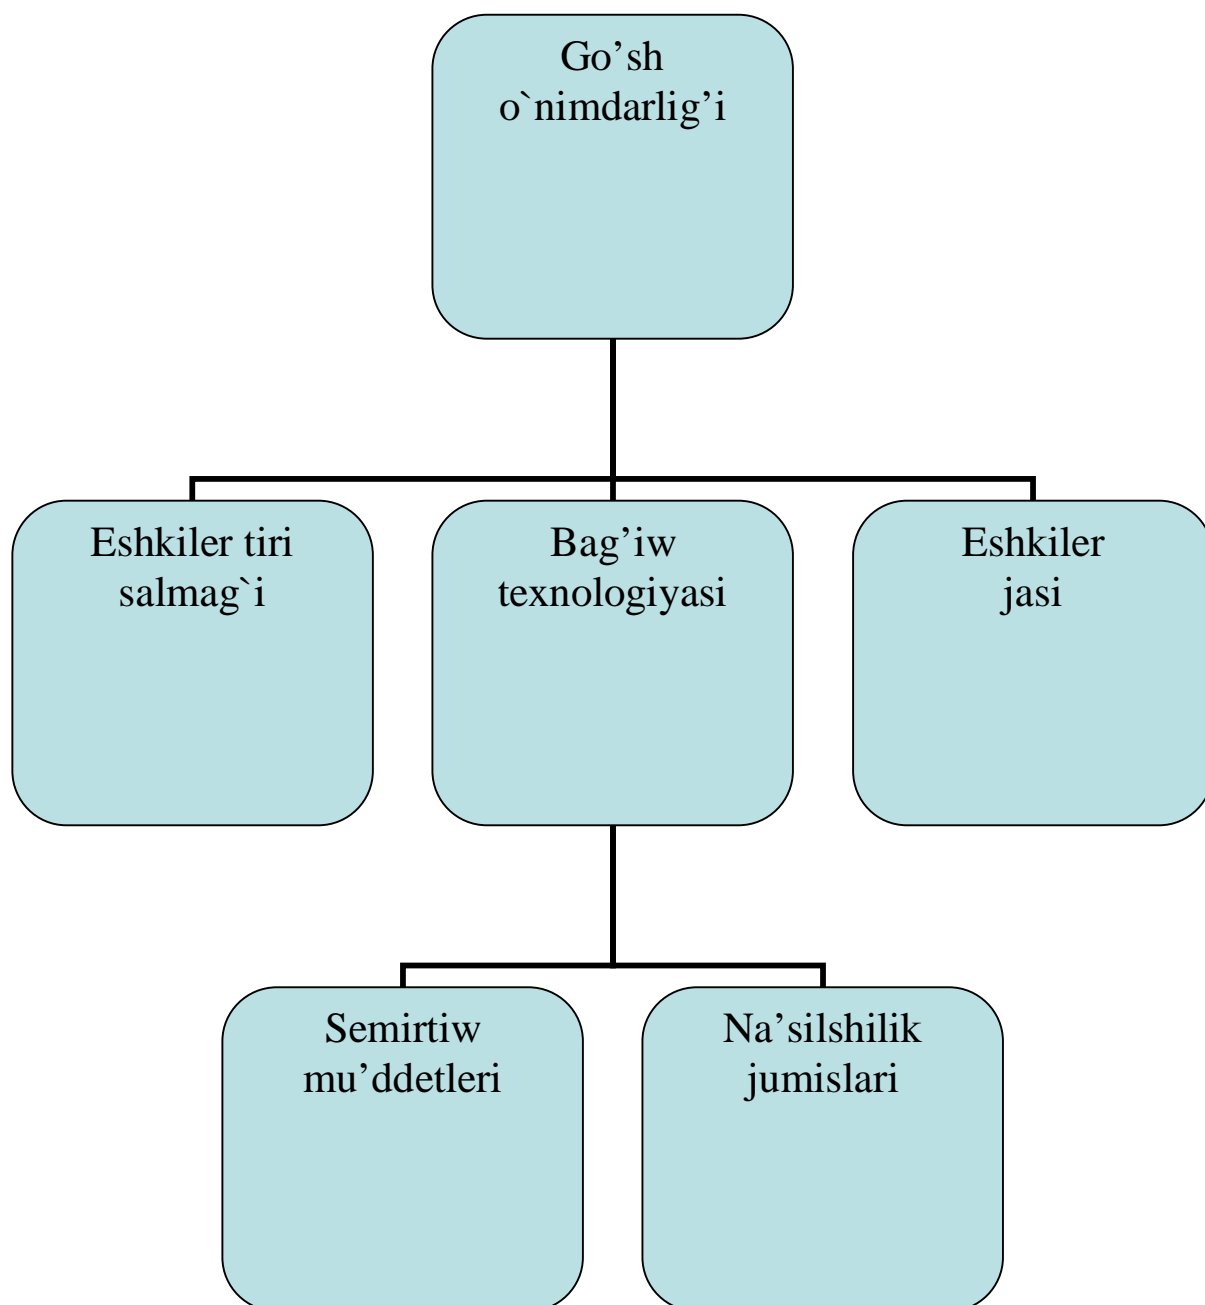 Go’sh
o`nimdarlig’i
Eshkiler tiri
salmag`i
Bag’iw
texnologiyasi
Eshkiler
jasi
Semirtiw
mu’ddetleri
Na’silshilik
jumislari